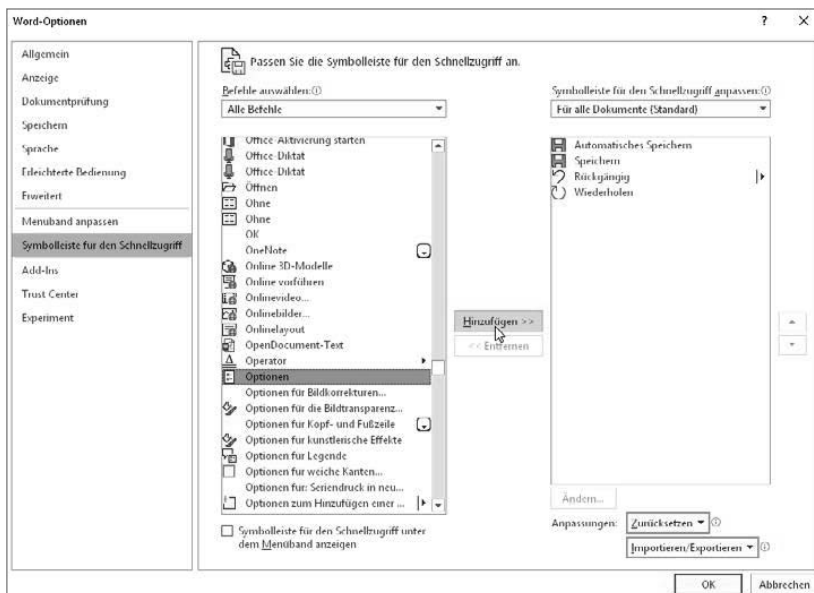 Word-Optionen
?
Allgemein
Anzeige
Dokumentprüfung
Speichern
Sprache
Erleichterte Bedienung
Erweitert
Menüband anpassen
Symbolleiste für den Schnellzugriff
Add-Ins
Trust Center
Experiment
Passen Sie die Symbolleiste für den Schnellzugriff an.
Befehle auswählen:
Alle Befehle
Office-Aktivierung starten
Office-Diktat
Office-Diktat
Öffnen
Ohne
Ohne
OK
OneNote
Online 3D-Modelle
Online vorführen
Onlinevideo...
Onlinebilder...
Onlinelayout
OpenDocument-Text
Operator
Optionen
Optionen für Bildkorrekturen...
Optionen für die Bildtransparenz...
Optionen für Kopf- und Fußzeile
Optionen für künstlerische Effekte
Optionen für Legende
Optionen für weiche Kanten...
Optionen für: Seriendruck in neu...
Optionen zum Hinzufügen einer ...
Symbolleiste für den Schnellzugriff unter
dem Menüband anzeigen
Hinzufügen >>
<< Entfernen
Symbolleiste für den Schnellzugriff anpassen:
Für alle Dokumente (Standard)
Automatisches Speichern
Speichern
Rückgängig
Wiederholen
Ändern...
Anpassungen: Zurücksetzen
Importieren/Exportieren
OK Abbrechen